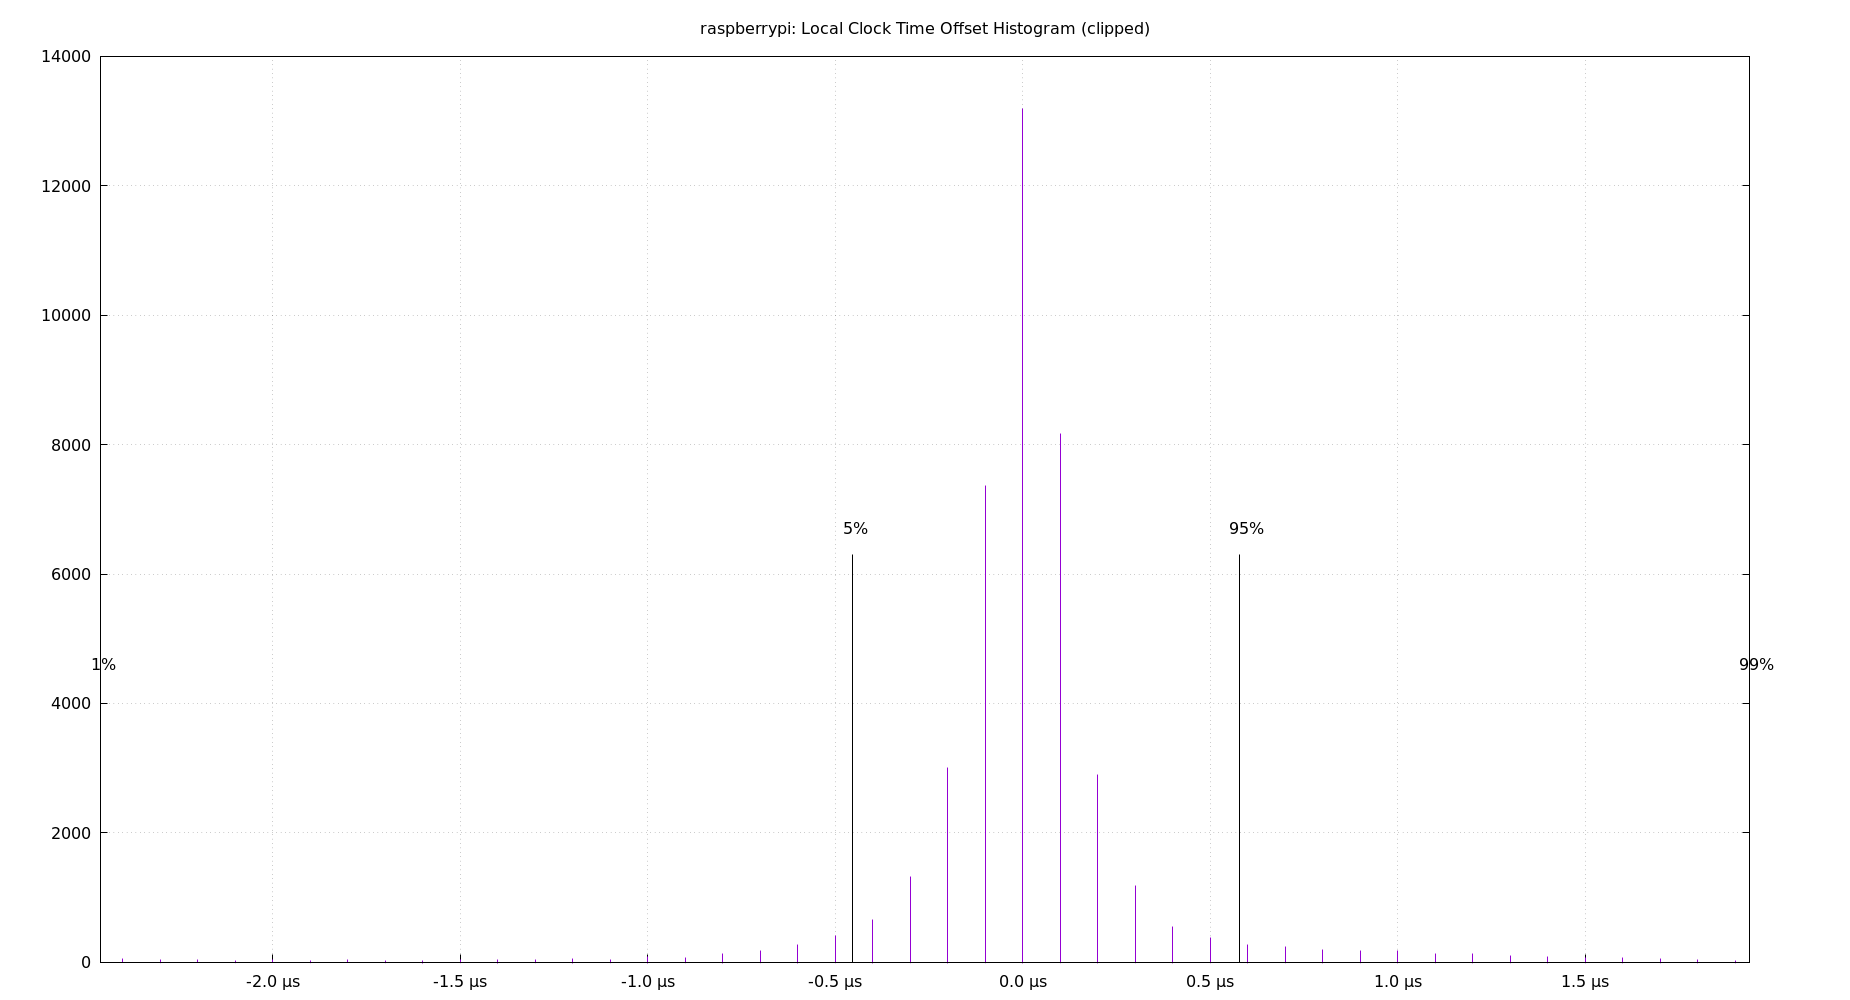 raspberrypi: Local Clock Time Offset Histogram (clipped)
14000
12000
10000
8000
6000
4000
2000
0
5%
95%
1%
99%
-2.0 µs
-1.5 µs
-1.0 µs
-0.5 µs
0.0 µs
0.5 µs
1.0 µs
1.5 µs